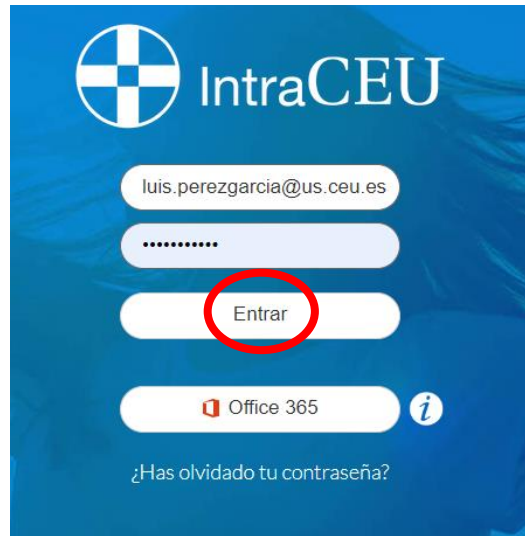 IntraCEU
luis.perezgarcia@us.ceu.es
•••••••••••
Entrar
Office 365
i
¿Has olvidado tu contraseña?